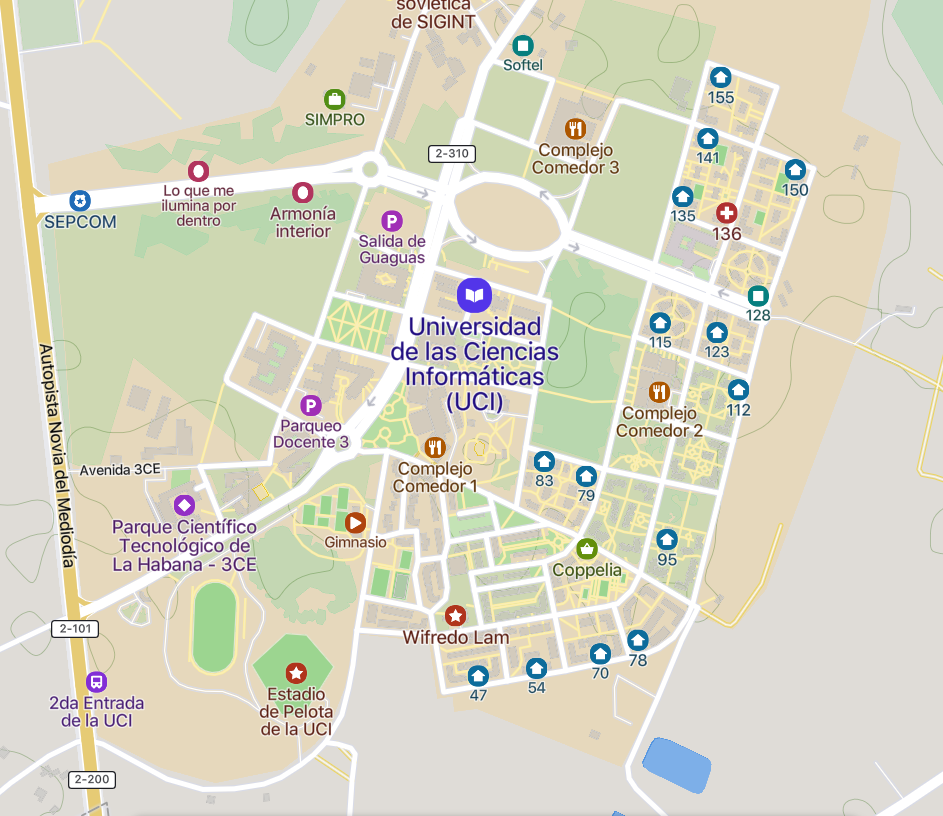 soviética
de SIGINT
Softel
155
SIMPRO
Complejo
Comedor 3
141
2-310
150
Lo que me
ilumina por
dentro
SEPCOM
Armonía
interior
135
136
Salida de
Guaguas
128
Universidad
de las Ciencias
Informáticas
(UCI)
115
123
112
Autopista Novia del Mediodía
Complejo
Comedor 2
Parqueo
Docente 3
Avenida 3CE
Complejo
Comedor 1
83
79
Parque Científico
Tecnológico de
La Habana - 3CE
Gimnasio
95
Coppelia
2-101
Wifredo Lam
78
70
54
47
2da Entrada
de la UCI
Estadio
de Pelota
de la UCI
2-200